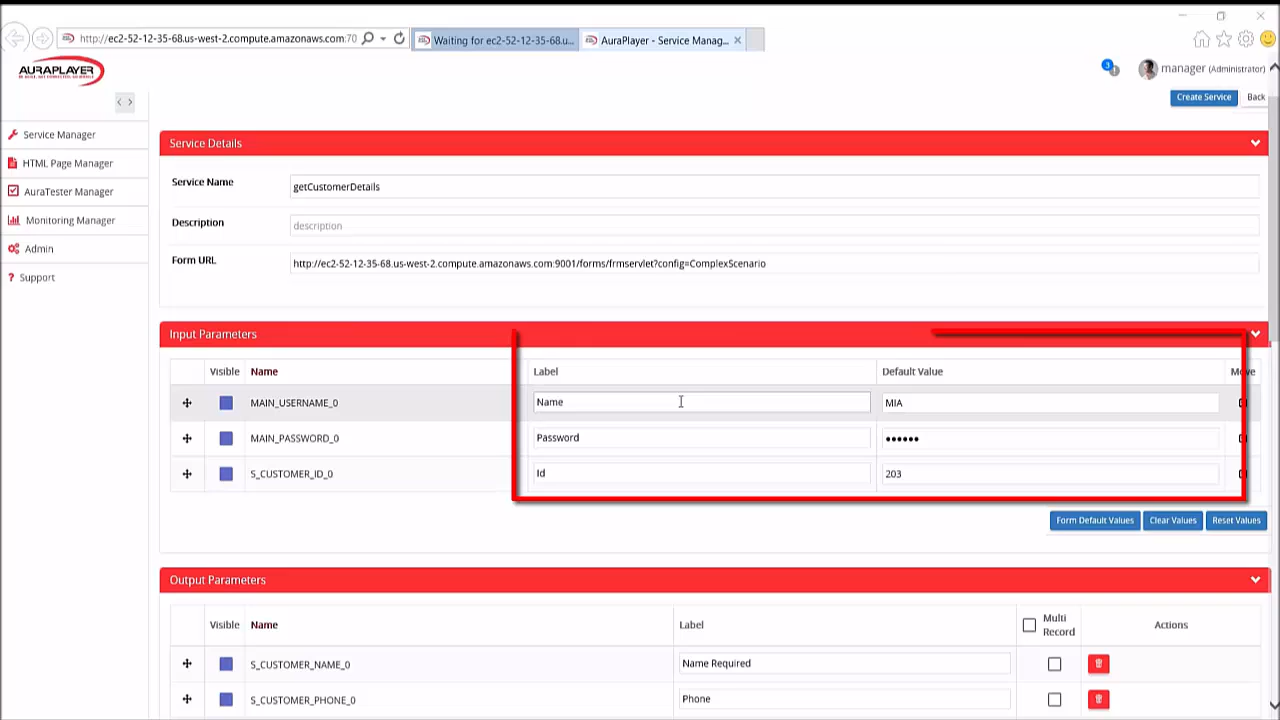 http://ec2-52-12-35-68.us-west-2.compute.amazonaws.com:70
Waiting for ec2-52-12-35-68.u...
AuraPlayer - Service Manag...
AURAPLAYER
3
manager (Administrator)
Create Service
Back
Service Manager
HTML Page Manager
AuraTester Manager
Monitoring Manager
Admin
Support
Service Details
Service Name
getCustomerDetails
Description
description
Form URL
http://ec2-52-12-35-68.us-west-2.compute.amazonaws.com:9001/forms/frmservlet?config=ComplexScenario
Input Parameters
Visible Name Label Default Value Move
MAIN_USERNAME_0 Name MIA
MAIN_PASSWORD_0 Password ••••••
S_CUSTOMER_ID_0 Id 203
Form Default Values Clear Values Reset Values
Output Parameters
Visible Name Label Multi Record Actions
S_CUSTOMER_NAME_0 Name Required
S_CUSTOMER_PHONE_0 Phone